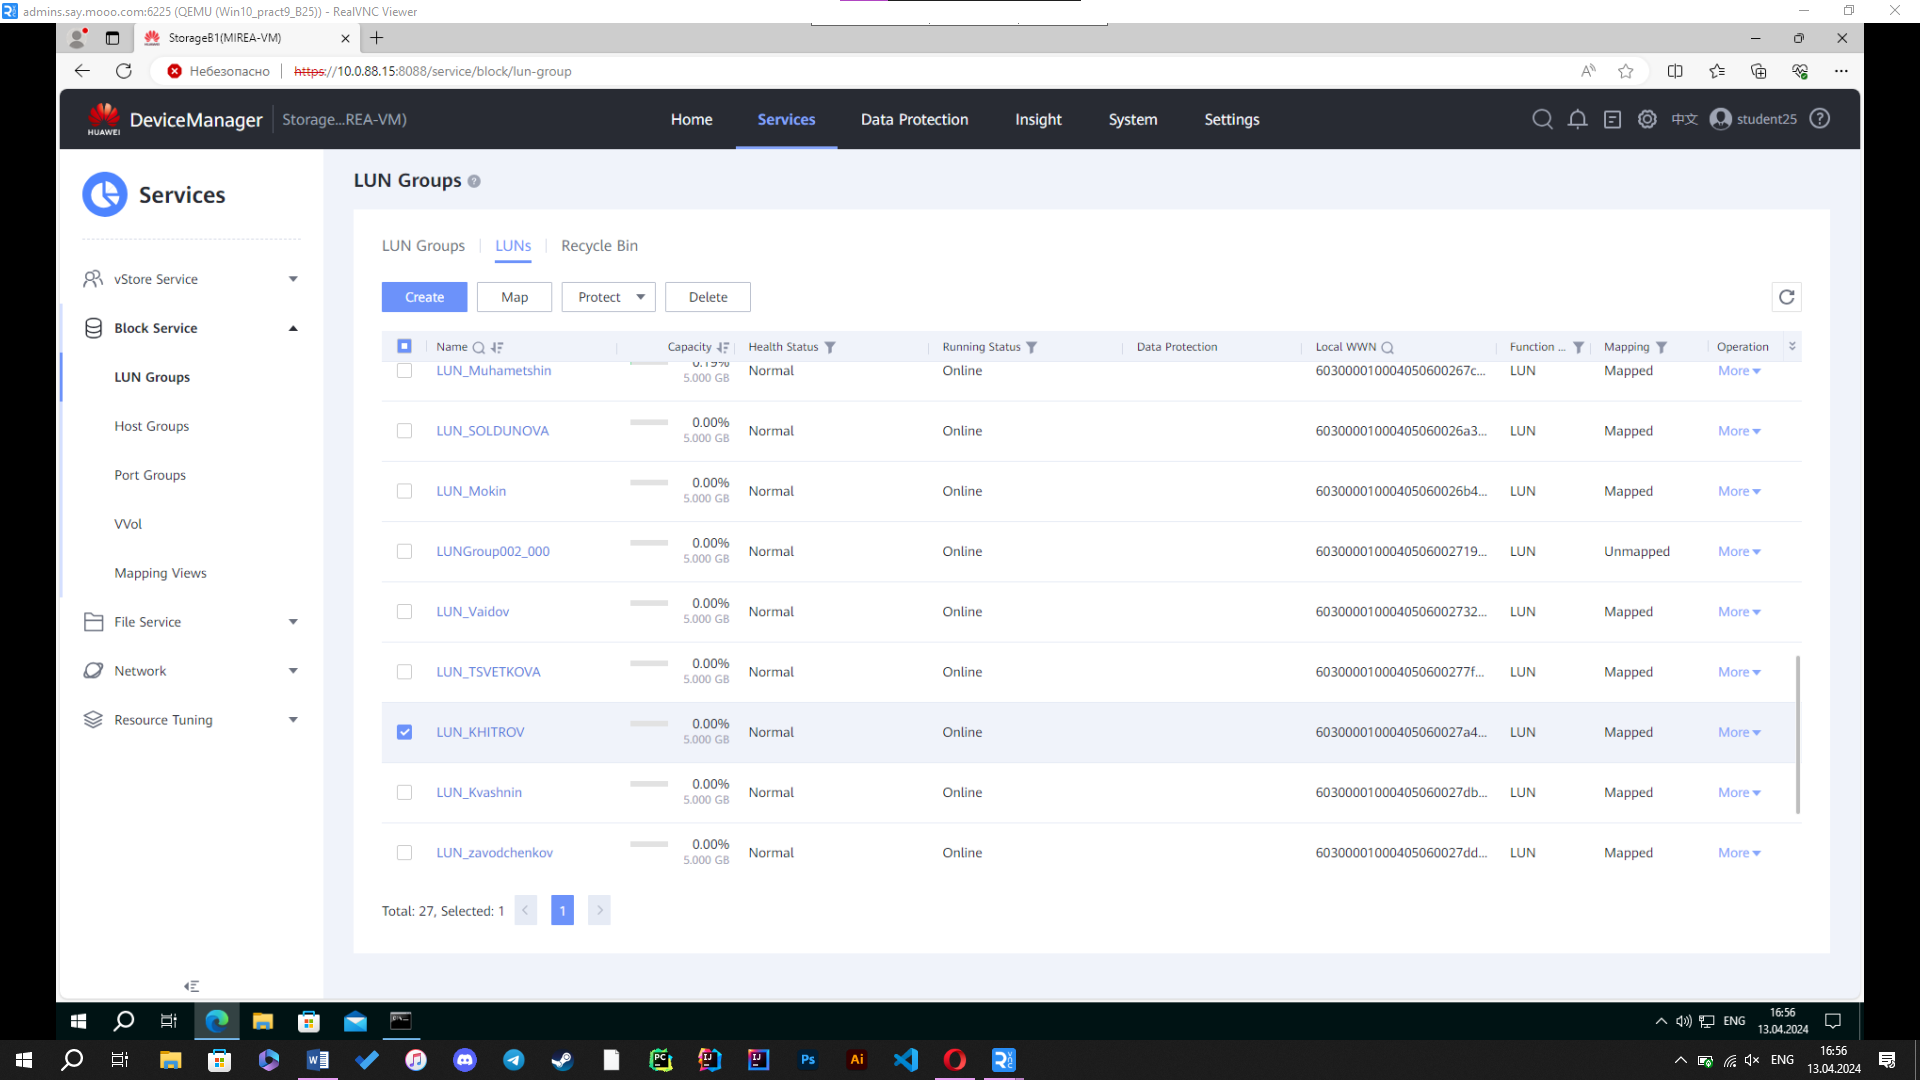 admins.say.mooo.com:6225 (QEMU (Win10_pract9_B25)) - RealVNC Viewer
StorageB1(MIREA-VM)
Небезопасно https://10.0.88.15:8088/service/block/lun-group
HUAWEI DeviceManager Storage...REA-VM) Home Services Data Protection Insight System Settings 中文 student25
Services
vStore Service
Block Service
LUN Groups
Host Groups
Port Groups
VVol
Mapping Views
File Service
Network
Resource Tuning
LUN Groups
LUN Groups LUNs Recycle Bin
Create Map Protect Delete
Name Capacity Health Status Running Status Data Protection Local WWN Function ... Mapping Operation
LUN_Muhametshin 0.19% 5.000 GB Normal Online 603000010004050600267c... LUN Mapped More
LUN_SOLDUNOVA 0.00% 5.000 GB Normal Online 60300001000405060026a3... LUN Mapped More
LUN_Mokin 0.00% 5.000 GB Normal Online 60300001000405060026b4... LUN Mapped More
LUNGroup002_000 0.00% 5.000 GB Normal Online 6030000100040506002719... LUN Unmapped More
LUN_Vaidov 0.00% 5.000 GB Normal Online 6030000100040506002732... LUN Mapped More
LUN_TSVETKOVA 0.00% 5.000 GB Normal Online 603000010004050600277f... LUN Mapped More
LUN_KHITROV 0.00% 5.000 GB Normal Online 60300001000405060027a4... LUN Mapped More
LUN_Kvashnin 0.00% 5.000 GB Normal Online 60300001000405060027db... LUN Mapped More
LUN_zavodchenkov 0.00% 5.000 GB Normal Online 60300001000405060027dd... LUN Mapped More
Total: 27, Selected: 1 1
ENG 16:56
13.04.2024
Ps Ai ENG 16:56
13.04.2024